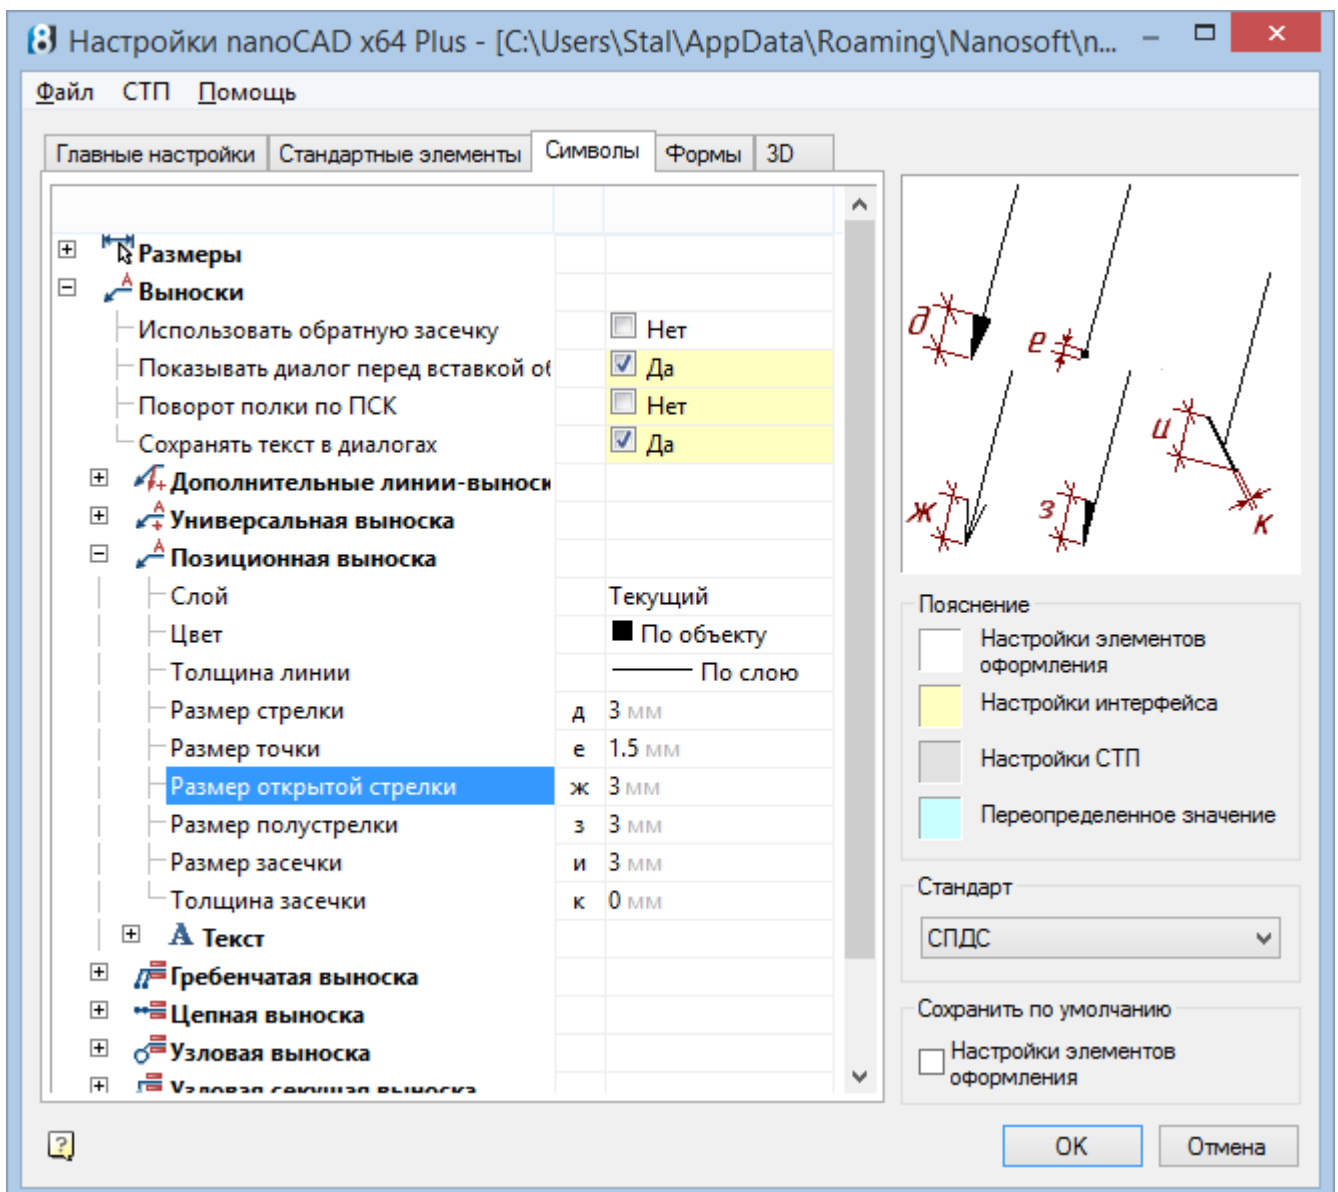 8 Настройки nanoCAD x64 Plus - [C:\Users\Stal\AppData\Roaming\Nanosoft\n...
Файл СТП Помощь
Главные настройки Стандартные элементы Символы Формы 3D
Размеры
Выноски
Использовать обратную засечку Нет
Показывать диалог перед вставкой об Да
Поворот полки по ПСК Нет
Сохранять текст в диалогах Да
Дополнительные линии-выноск
Универсальная выноска
Позиционная выноска
Слой Текущий
Цвет По объекту
Толщина линии По слою
Размер стрелки д 3 мм
Размер точки е 1.5 мм
Размер открытой стрелки ж 3 мм
Размер полустрелки з 3 мм
Размер засечки и 3 мм
Толщина засечки к 0 мм
Текст
Гребенчатая выноска
Цепная выноска
Узловая выноска
Узловая секущая выноска
д е
и
ж з к
Пояснение
Настройки элементов
оформления
Настройки интерфейса
Настройки СТП
Переопределенное значение
Стандарт
СПДС
Сохранить по умолчанию
Настройки элементов
оформления
? OK Отмена